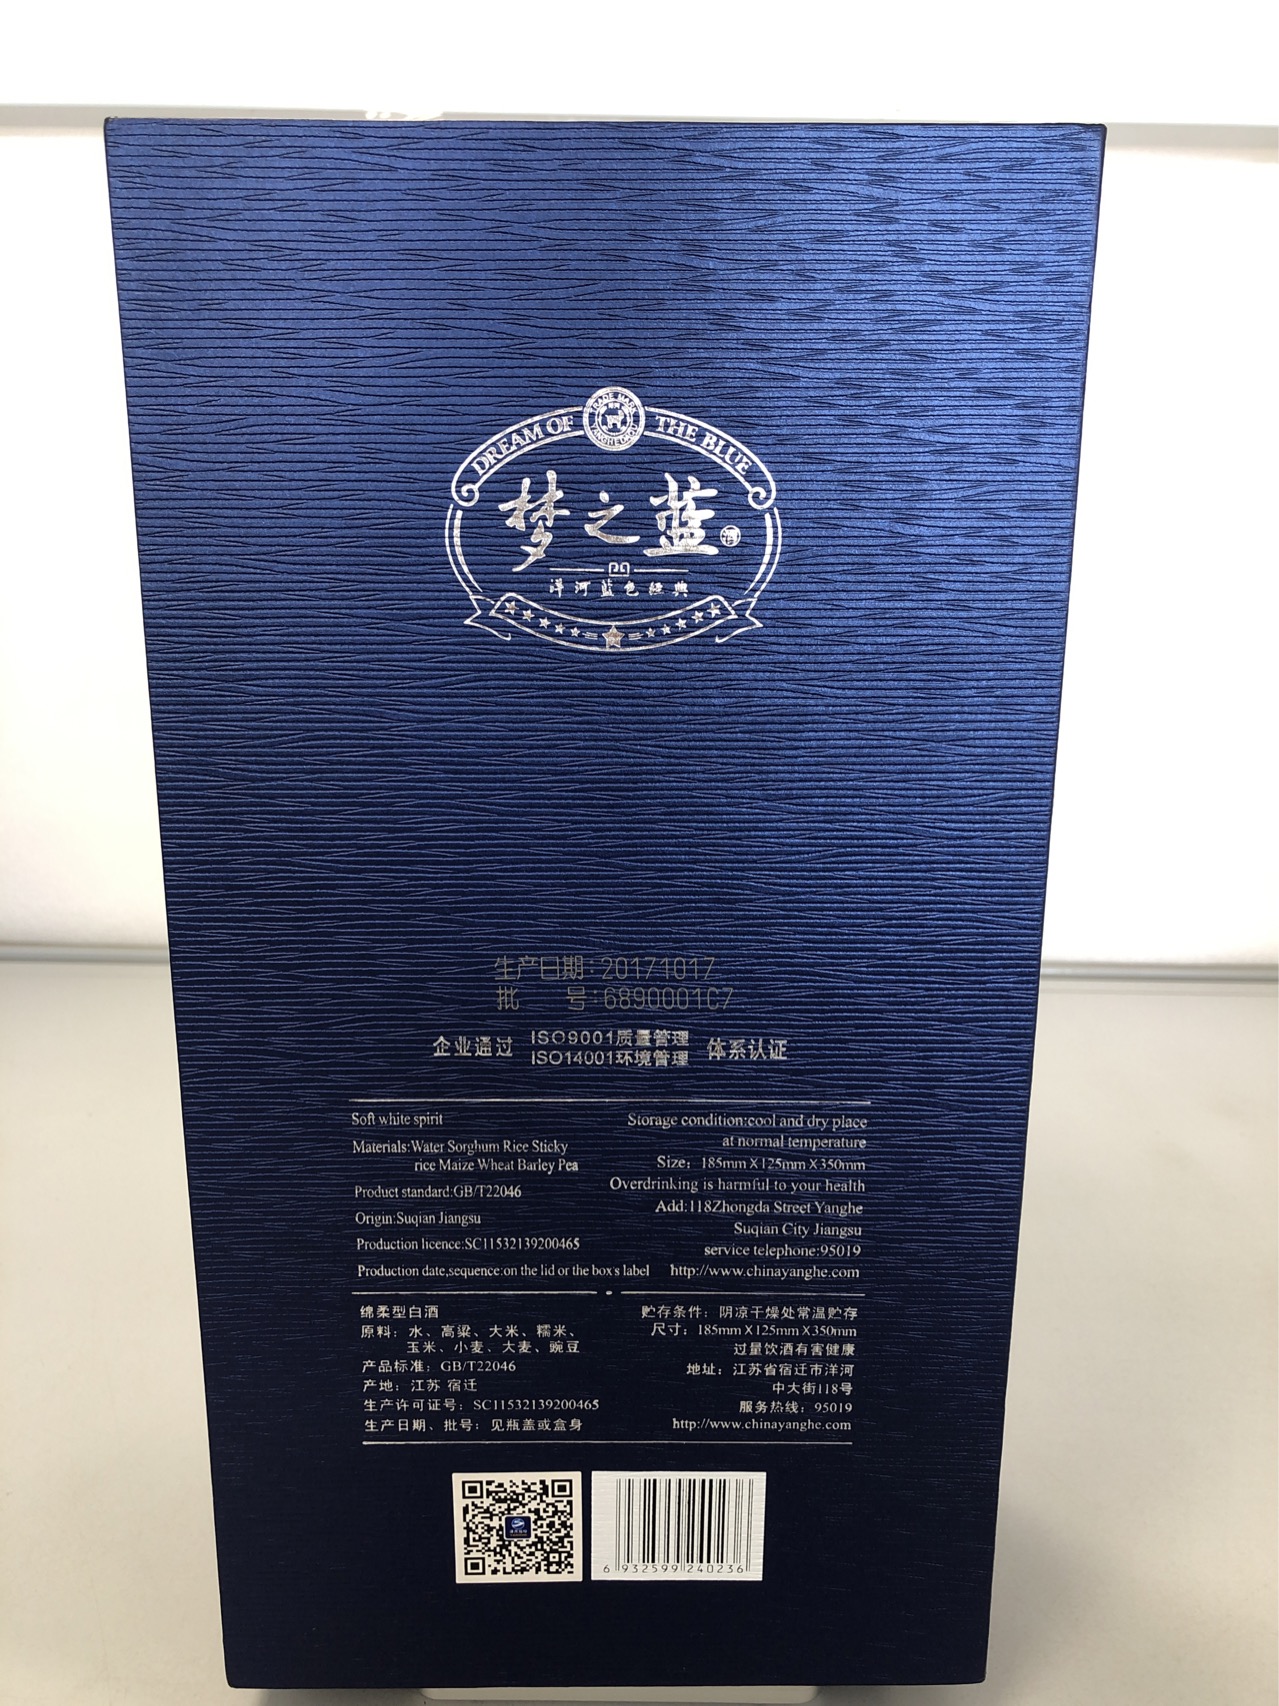 TRADE MARK
DREAM OF THE BLUE
梦之蓝
洋河蓝色经典
生产日期:20171017
批 号:6890001C7
企业通过 ISO9001质量管理 体系认证
ISO14001环境管理
Soft white spirit
Materials:Water Sorghum Rice Sticky
rice Maize Wheat Barley Pea
Product standard:GB/T22046
Origin:Suqian Jiangsu
Production licence:SC11532139200465
Production date,sequence:on the lid or the box's label
Storage condition:cool and dry place
at normal temperature
Size: 185mm X 125mm X 350mm
Overdrinking is harmful to your health
Add:118Zhongda Street Yanghe
Suqian City Jiangsu
service telephone:95019
http://www.chinayanghe.com
绵柔型白酒
原料：水、高粱、大米、糯米、
玉米、小麦、大麦、豌豆
产品标准：GB/T22046
产地：江苏 宿迁
生产许可证号：SC11532139200465
生产日期、批号：见瓶盖或盒身
贮存条件：阴凉干燥处常温贮存
尺寸：185mm X 125mm X 350mm
过量饮酒有害健康
地址：江苏省宿迁市洋河
中大街118号
服务热线：95019
http://www.chinayanghe.com
6 932599 240236